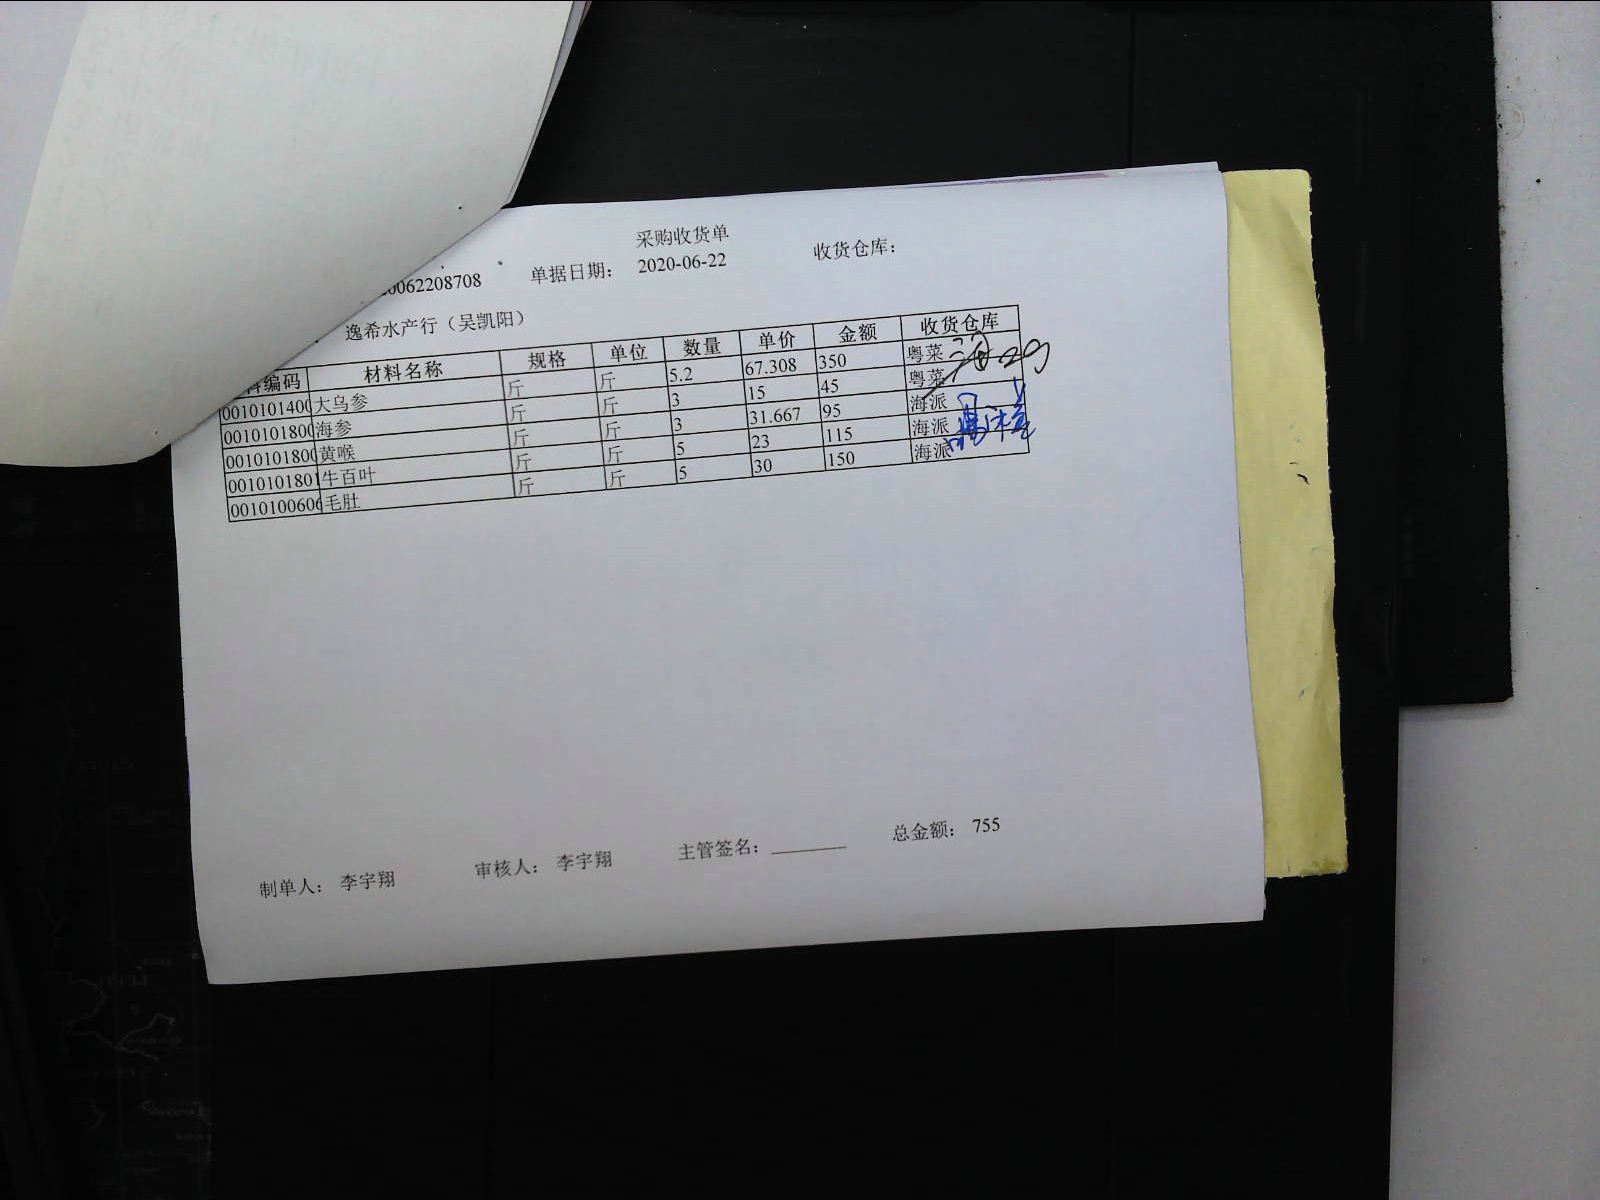 采购收货单
0062208708 单据日期： 2020-06-22 收货仓库：
逸希水产行（吴凯阳）
料编码 材料名称 规格 单位 数量 单价 金额 收货仓库
0010101400 大乌参 斤 斤 5.2 67.308 350 粤菜
0010101800 海参 斤 斤 3 15 45 粤菜
0010101800 黄喉 斤 斤 3 31.667 95 海派
0010101801 牛百叶 斤 斤 5 23 115 海派
0010100606 毛肚 斤 斤 5 30 150 海派
制单人： 李宇翔 审核人： 李宇翔 主管签名： 总金额： 755